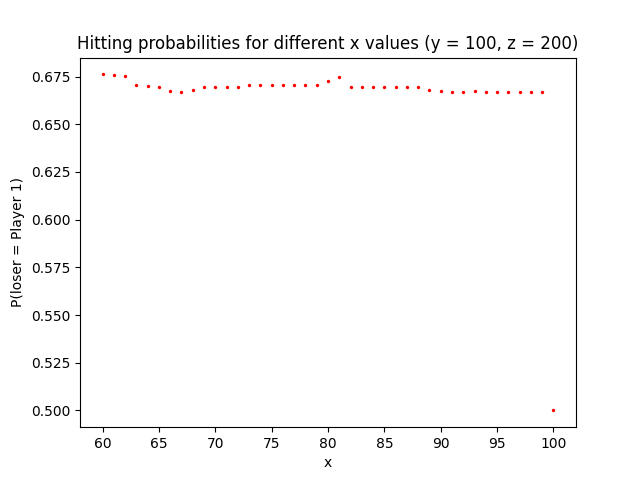 Hitting probabilities for different x values (y = 100, z = 200)
P(loser = Player 1)
0.675
0.650
0.625
0.600
0.575
0.550
0.525
0.500
60 65 70 75 80 85 90 95 100
x